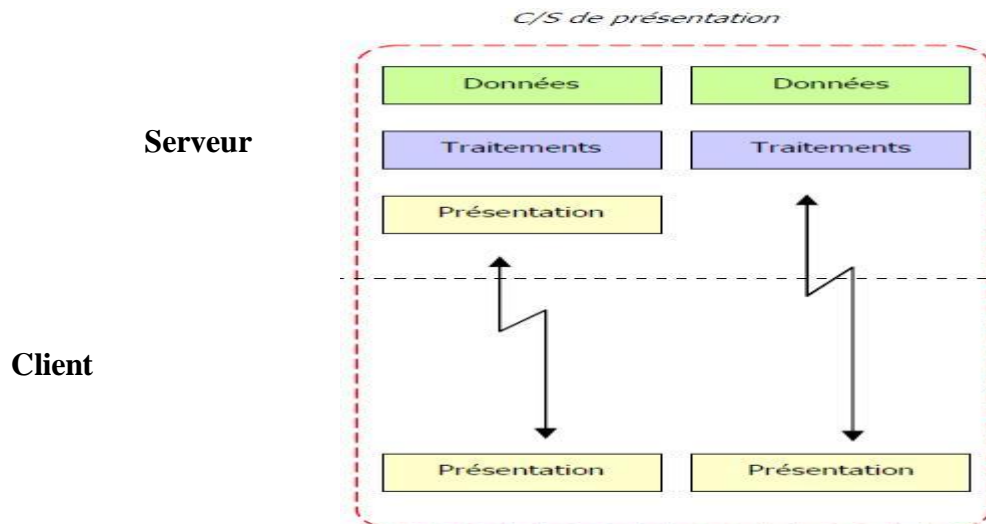 C/S de présentation
Données Données
Serveur
Traitements Traitements
Présentation
Client
Présentation Présentation